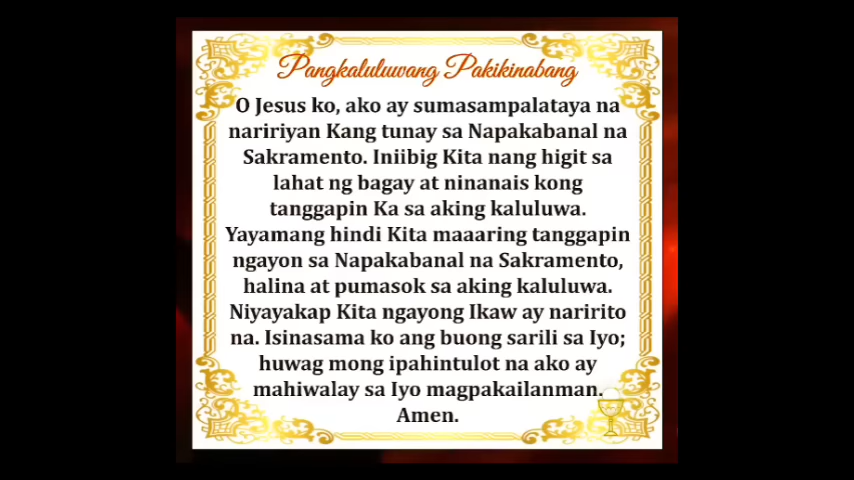 Pangkaluluwang Pakikinabang
O Jesus ko, ako ay sumasampalataya na
naririyan Kang tunay sa Napakabanal na
Sakramento. Iniibig Kita nang higit sa
lahat ng bagay at ninanais kong
tanggapin Ka sa aking kaluluwa.
Yayamang hindi Kita maaaring tanggapin
ngayon sa Napakabanal na Sakramento,
halina at pumasok sa aking kaluluwa.
Niyayakap Kita ngayong Ikaw ay naririto
na. Isinasama ko ang buong sarili sa Iyo;
huwag mong ipahintulot na ako ay
mahiwalay sa Iyo magpakailanman.
Amen.